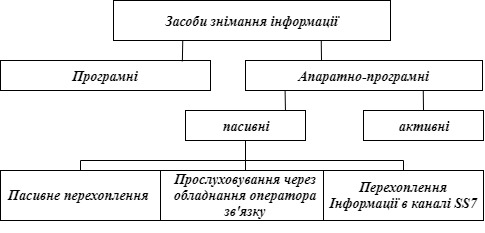 Засоби знімання інформації
Програмні
Апаратно-програмні
пасивні
активні
Пасивне перехоплення
Прослуховування через
обладнання оператора
зв'язку
Перехоплення
Інформації в каналі SS7